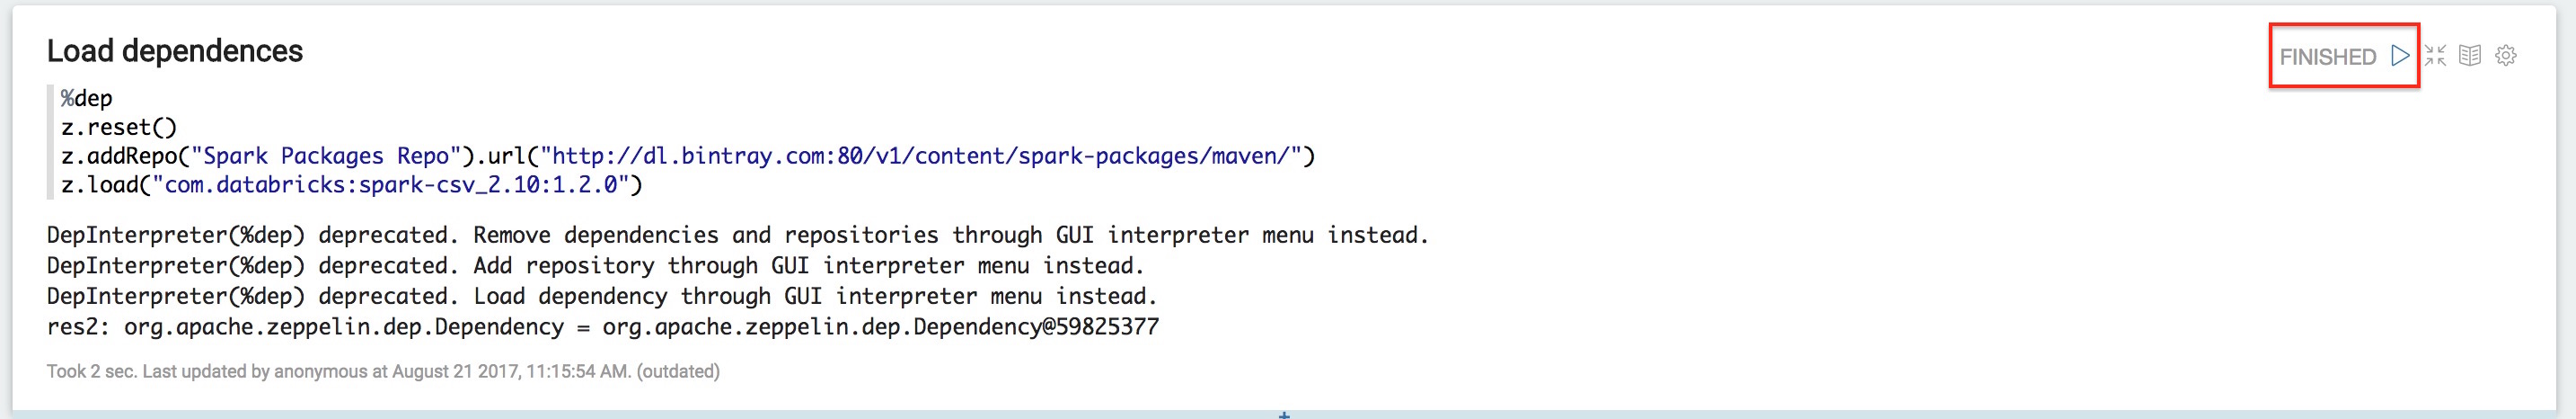 Load dependences
FINISHED
%dep
z.reset()
z.addRepo("Spark Packages Repo").url("http://dl.bintray.com:80/v1/content/spark-packages/maven/")
z.load("com.databricks:spark-csv_2.10:1.2.0")
DepInterpreter(%dep) deprecated. Remove dependencies and repositories through GUI interpreter menu instead.
DepInterpreter(%dep) deprecated. Add repository through GUI interpreter menu instead.
DepInterpreter(%dep) deprecated. Load dependency through GUI interpreter menu instead.
res2: org.apache.zeppelin.dep.Dependency = org.apache.zeppelin.dep.Dependency@59825377
Took 2 sec. Last updated by anonymous at August 21 2017, 11:15:54 AM. (outdated)